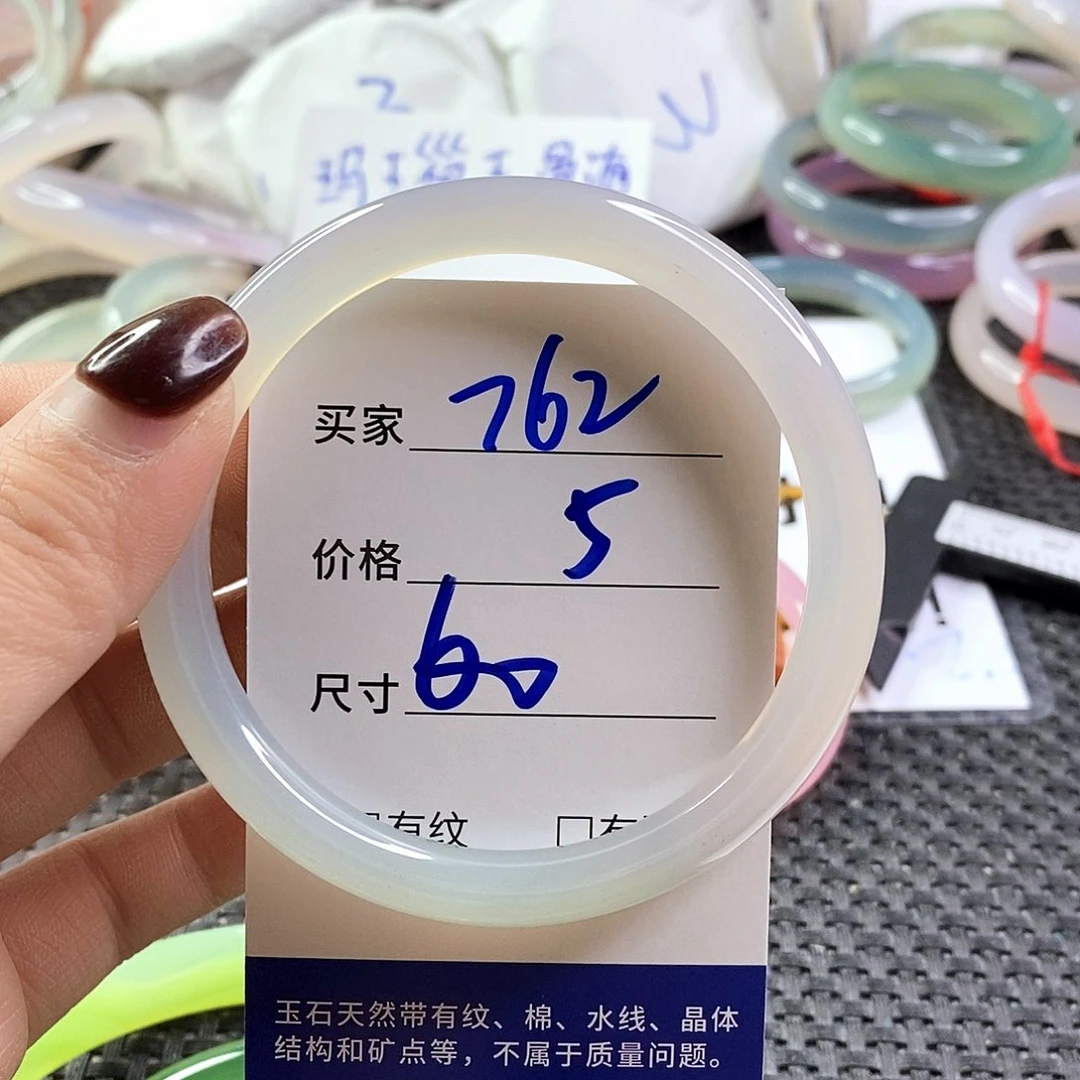 买家 762
价格 5
尺寸 60
有纹 □有
玉石天然带有纹、棉、水线、晶体
结构和矿点等，不属于质量问题。